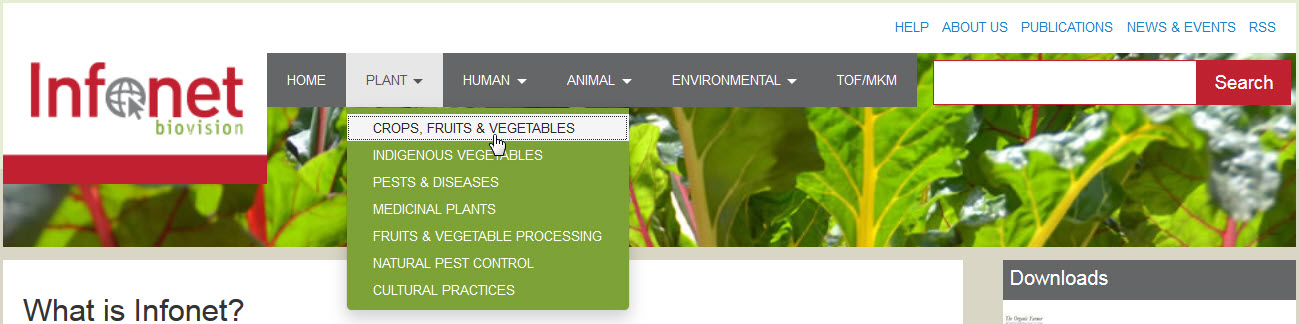 HELP ABOUT US PUBLICATIONS NEWS & EVENTS RSS
Infonet
biovision
HOME PLANT HUMAN ANIMAL ENVIRONMENTAL TOF/MKM Search
CROPS, FRUITS & VEGETABLES
INDIGENOUS VEGETABLES
PESTS & DISEASES
MEDICINAL PLANTS
FRUITS & VEGETABLE PROCESSING
NATURAL PEST CONTROL
CULTURAL PRACTICES
What is Infonet?
Downloads
The Organic Farmer